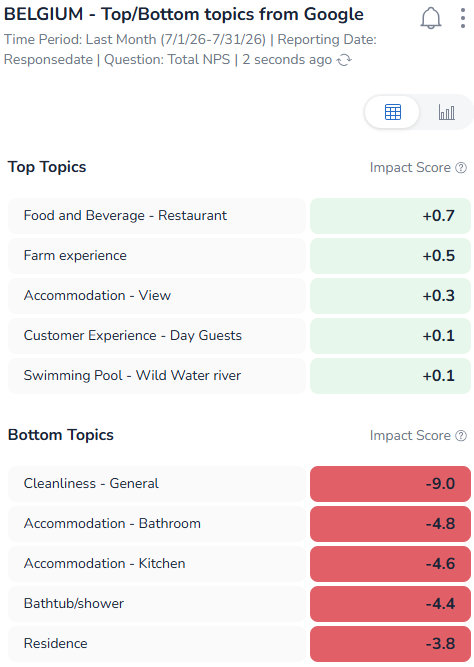 BELGIUM - Top/Bottom topics from Google
Time Period: Last Month (7/1/26-7/31/26) | Reporting Date:
Responsedate | Question: Total NPS | 2 seconds ago
Top Topics Impact Score ?
Food and Beverage - Restaurant +0.7
Farm experience +0.5
Accommodation - View +0.3
Customer Experience - Day Guests +0.1
Swimming Pool - Wild Water river +0.1
Bottom Topics Impact Score ?
Cleanliness - General -9.0
Accommodation - Bathroom -4.8
Accommodation - Kitchen -4.6
Bathtub/shower -4.4
Residence -3.8